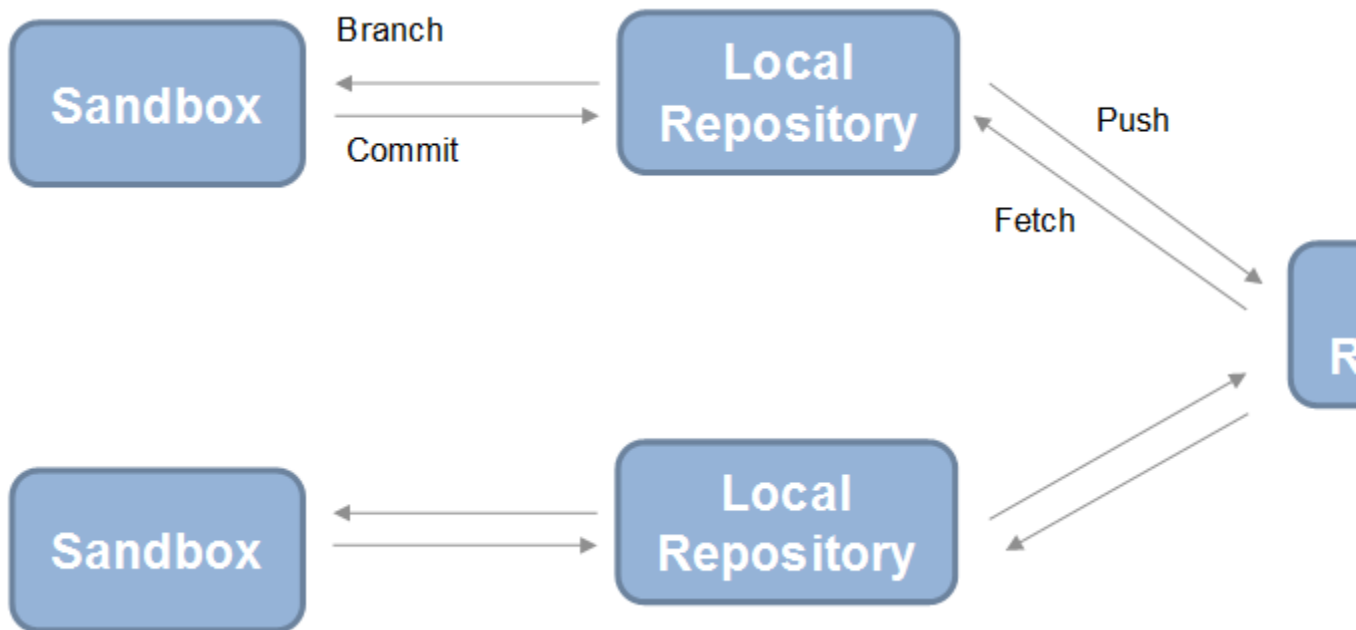 Branch
Sandbox
Commit
Local
Repository
Push
Fetch
R
Sandbox
Local
Repository